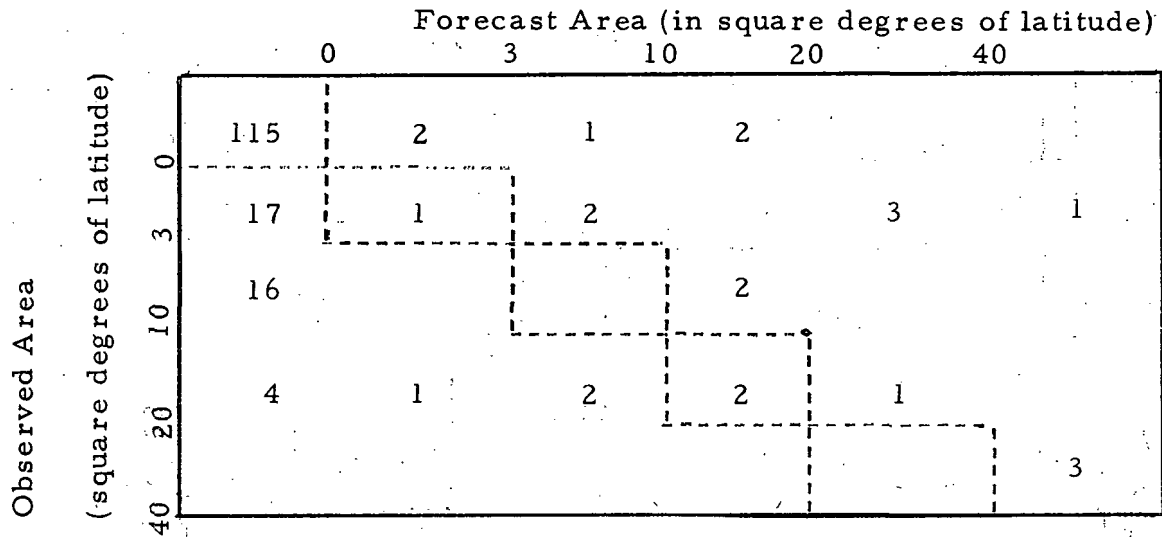 Forecast Area (in square degrees of latitude)
0 3 10 20 40
115 2 1 2
0
17 1 2 3 1
3
16 2
10
4 1 2 2 1
20
3
40
Observed Area
(square degrees of latitude)